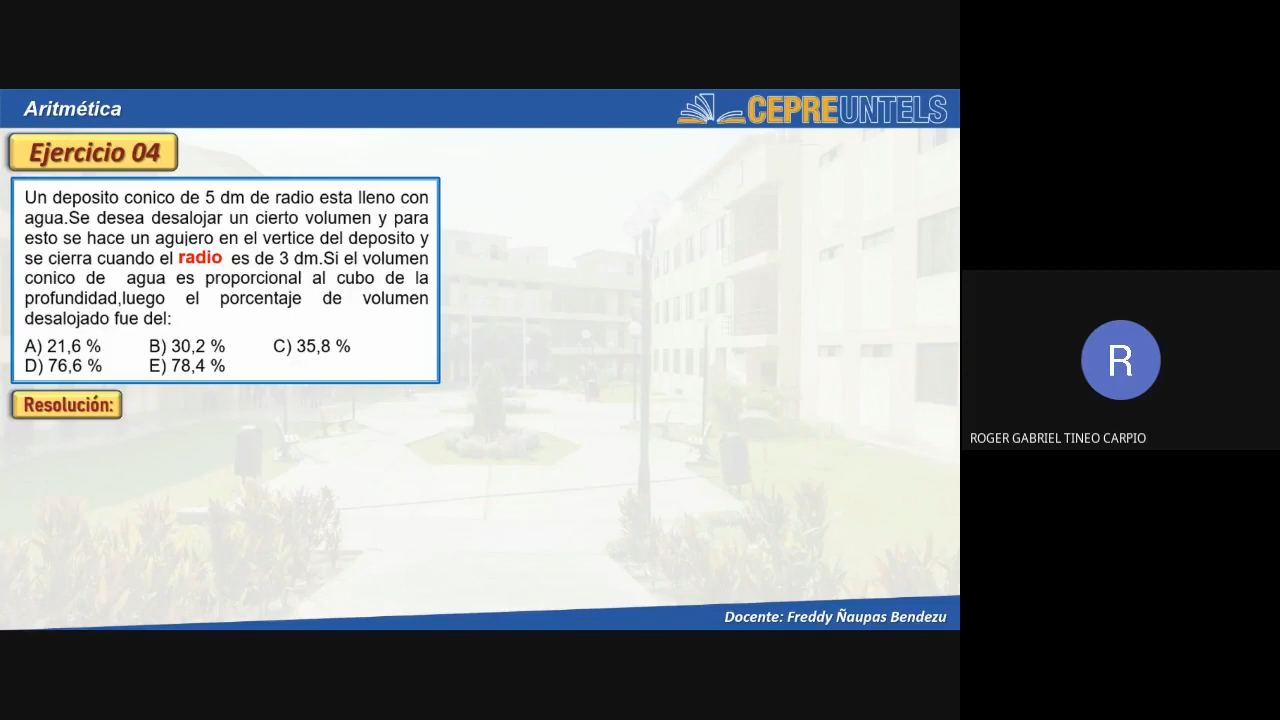 Aritmética
CEPREUNTELS
Ejercicio 04
Un deposito conico de 5 dm de radio esta lleno con
agua.Se desea desalojar un cierto volumen y para
esto se hace un agujero en el vertice del deposito y
se cierra cuando el radio es de 3 dm.Si el volumen
conico de agua es proporcional al cubo de la
profundidad,luego el porcentaje de volumen
desalojado fue del:
A) 21,6 % B) 30,2 % C) 35,8 %
D) 76,6 % E) 78,4 %
Resolución:
R
ROGER GABRIEL TINEO CARPIO
Docente: Freddy Ñaupas Bendezu